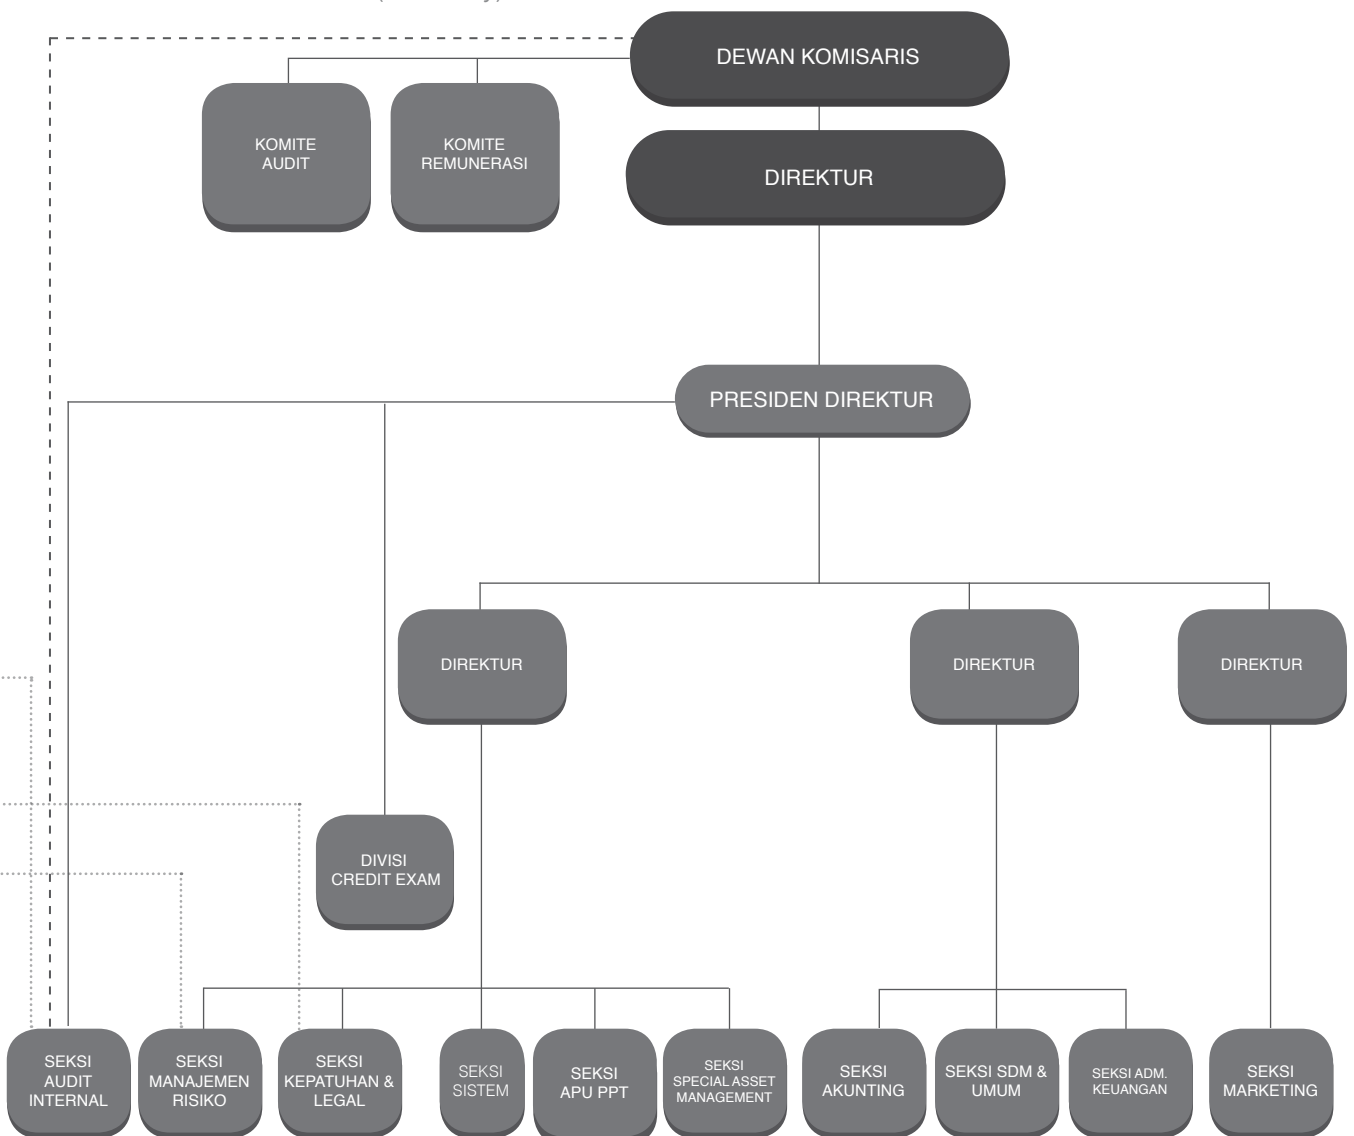 DEWAN KOMISARIS
KOMITE
AUDIT
KOMITE
REMUNERASI
DIREKTUR
PRESIDEN DIREKTUR
DIREKTUR
DIREKTUR
DIREKTUR
DIVISI
CREDIT EXAM
SEKSI
AUDIT
INTERNAL
SEKSI
MANAJEMEN
RISIKO
SEKSI
KEPATUHAN &
LEGAL
SEKSI
SISTEM
SEKSI
APU PPT
SEKSI
SPECIAL ASSET
MANAGEMENT
SEKSI
AKUNTING
SEKSI SDM &
UMUM
SEKSI ADM.
KEUANGAN
SEKSI
MARKETING